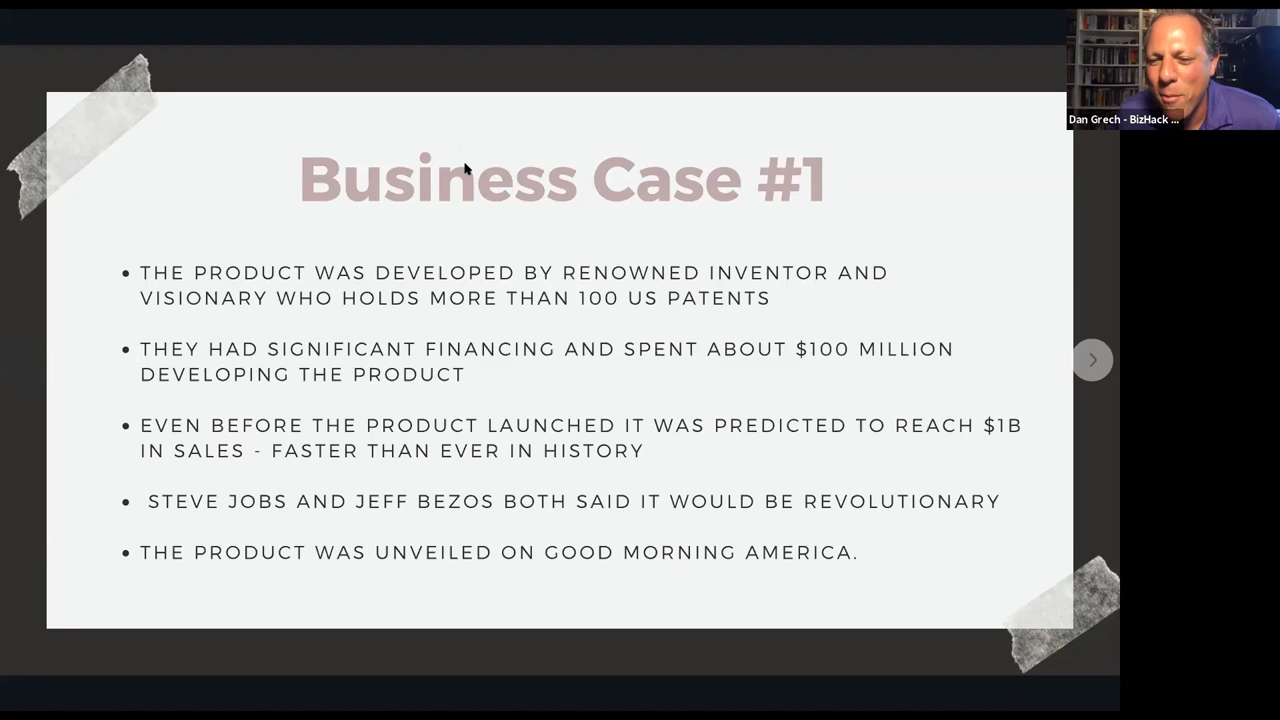 Dan Grech - BizHack ...
Business Case #1
• THE PRODUCT WAS DEVELOPED BY RENOWNED INVENTOR AND
VISIONARY WHO HOLDS MORE THAN 100 US PATENTS
• THEY HAD SIGNIFICANT FINANCING AND SPENT ABOUT $100 MILLION
DEVELOPING THE PRODUCT
• EVEN BEFORE THE PRODUCT LAUNCHED IT WAS PREDICTED TO REACH $1B
IN SALES - FASTER THAN EVER IN HISTORY
• STEVE JOBS AND JEFF BEZOS BOTH SAID IT WOULD BE REVOLUTIONARY
• THE PRODUCT WAS UNVEILED ON GOOD MORNING AMERICA.